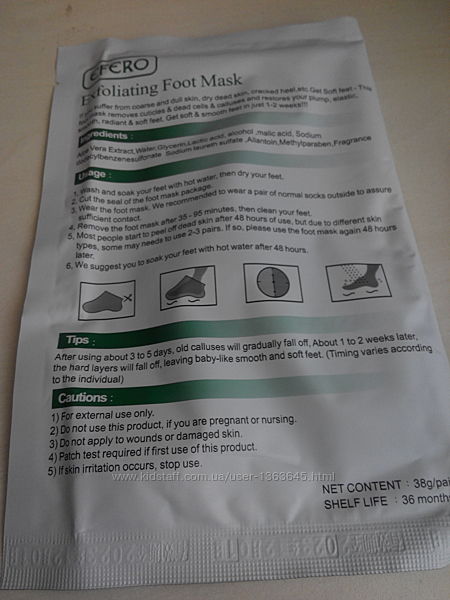 EFERO
Exfoliating Foot Mask
suffer from coarse and dull skin, dry dead skin, cracked heel,etc Get Soft feet - This
mask removes cuticles & dead cells & calluses and restores your plump, elastic,
smooth, radiant & soft feet. Get soft & smooth feet in just 1-2 weeks!!!
Ingredients :
Aloe Vera Extract,Water,Glycerin,Lactic acid, alcohol ,malic acid, Sodium
Sodium laureth sulfate ,Allantoin,Methylparaben,Fragrance
Usage :
1. Wash and soak your feet with hot water, then dry your feet.
2. Cut the seal of the foot mask package.
3. Wear the foot mask. We recommended to wear a pair of normal socks outside to assure
sufficient contact.
4. Remove the foot mask after 35 - 95 minutes, then clean your feet.
5. Most people start to peel off dead skin after 48 hours of use, but due to different skin
types, some may needs to use 2-3 pairs. If so, please use the foot mask again 48 hours
later.
6. We suggest you to soak your feet with hot water after 48 hours.
Tips :
After using about 3 to 5 days, old calluses will gradually fall off, About 1 to 2 weeks later,
the hard layers will fall off, leaving baby-like smooth and soft feet. (Timing varies according
to the individual)
Cautions :
1) For external use only.
2) Do not use this product, if you are pregnant or nursing.
3) Do not apply to wounds or damaged skin.
4) Patch test required if first use of this product.
5) If skin irritation occurs, stop use.
www.kidstaff.com.ua/user-1363645.html
NET CONTENT : 38g/pair
SHELF LIFE : 36 months